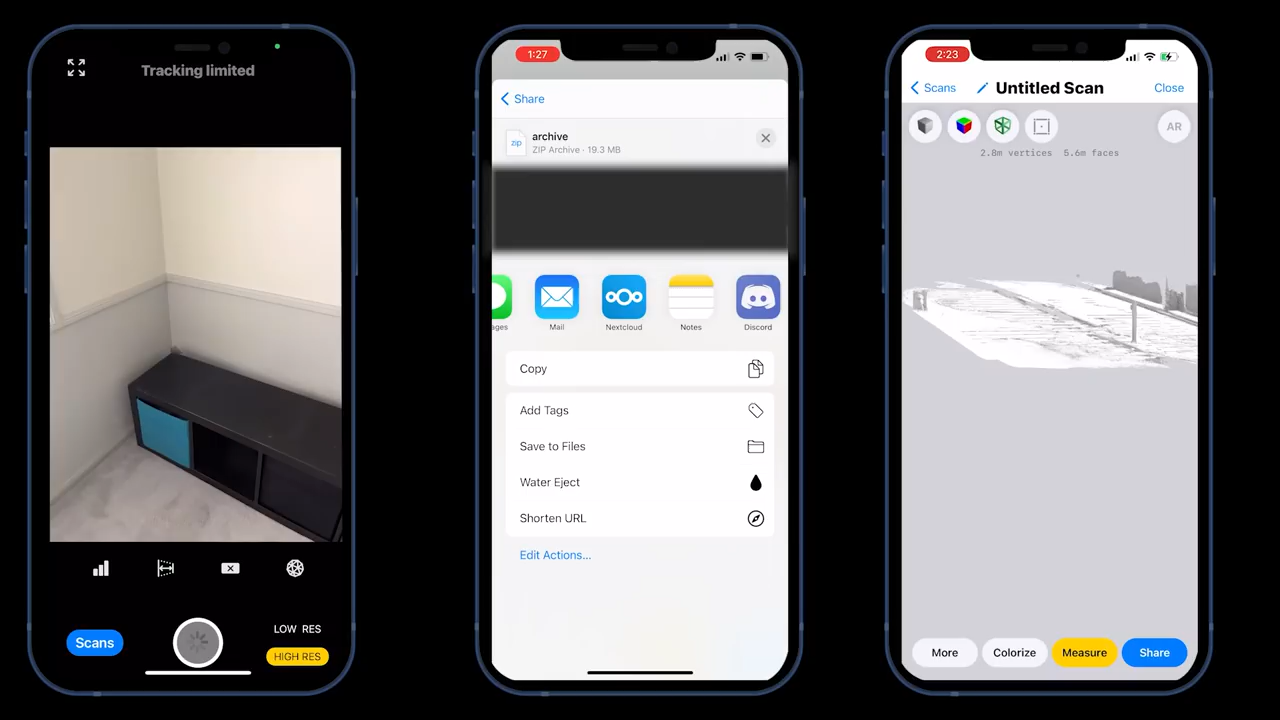 Tracking limited
Scans
LOW RES
HIGH RES
1:27
Share
zip
archive
ZIP Archive · 19.3 MB
ages
Mail
Nextcloud
Notes
Discord
Copy
Add Tags
Save to Files
Water Eject
Shorten URL
Edit Actions...
2:23
Scans
Untitled Scan
Close
AR
2.8m vertices 5.6m faces
More
Colorize
Measure
Share